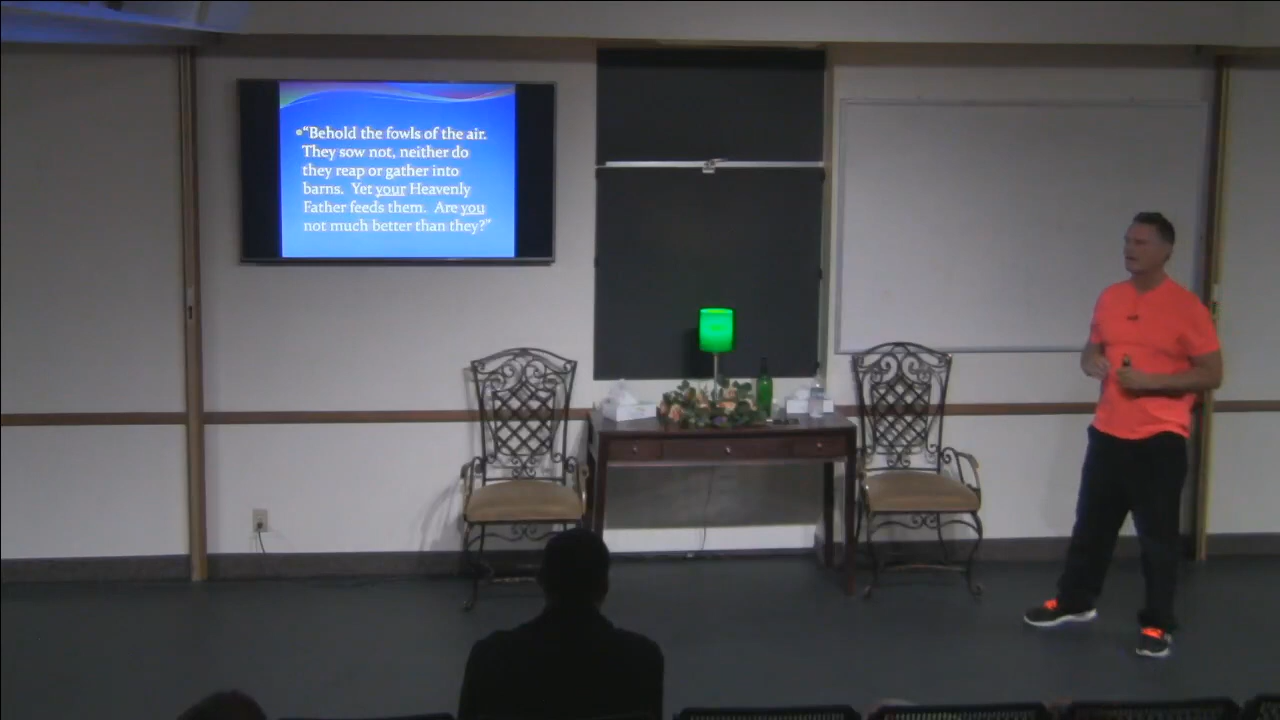 “Behold the fowls of the air.
They sow not, neither do
they reap or gather into
barns. Yet your Heavenly
Father feeds them. Are you
not much better than they?”